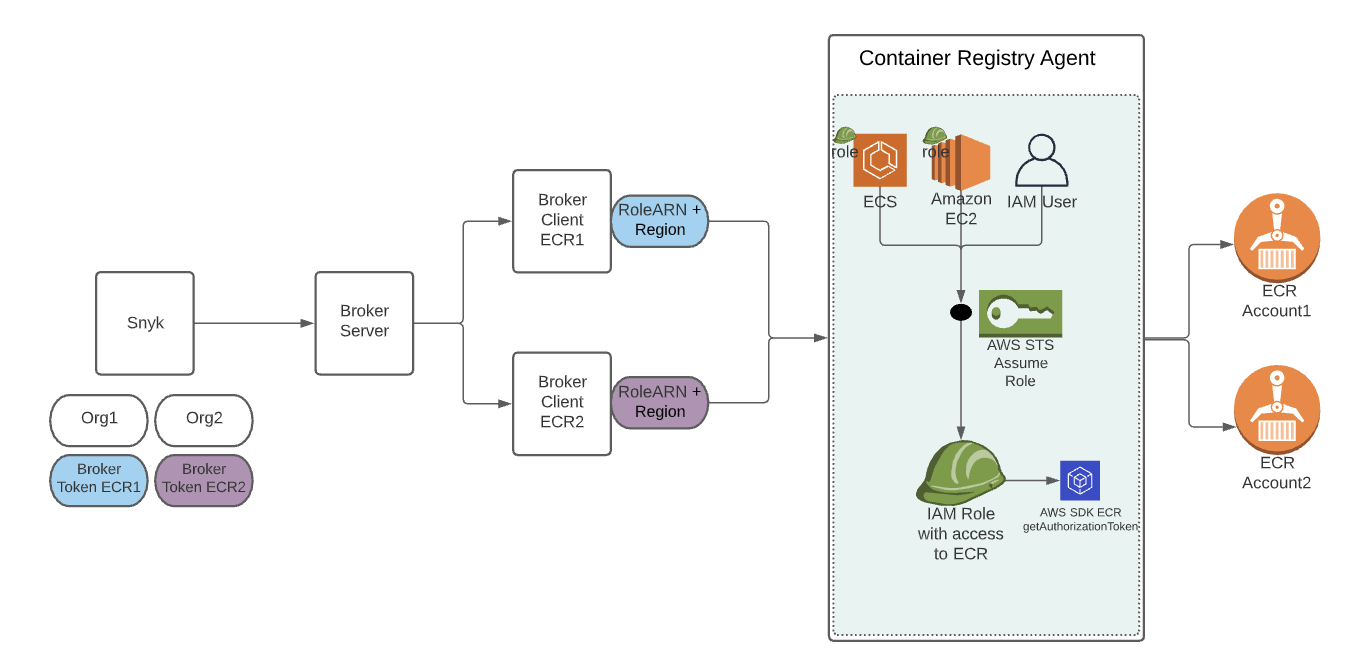 Container Registry Agent
role
ECS
role
Amazon
EC2
IAM User
Broker
Client
ECR1
RoleARN +
Region
Snyk
Broker
Server
Broker
Client
ECR2
RoleARN +
Region
Org1
Org2
Broker
Token ECR1
Broker
Token ECR2
AWS STS
Assume
Role
IAM Role
with access
to ECR
AWS SDK ECR
getAuthorizationToken
ECR
Account1
ECR
Account2